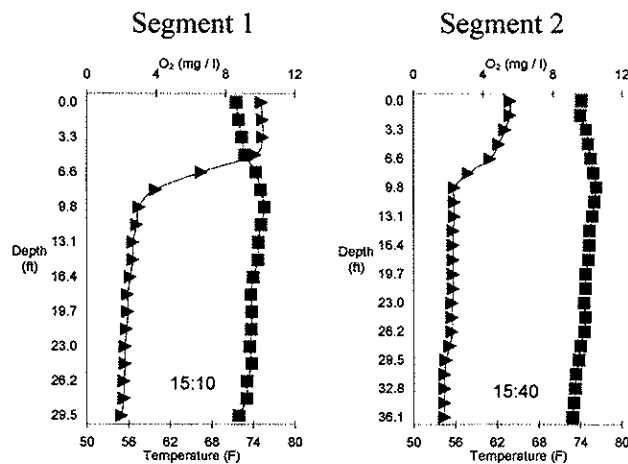 Segment 1
O₂ (mg / l)
0 4 8 12
0.0
3.3
6.6
9.8
13.1
16.4
19.7
23.0
26.2
29.5
Depth
(ft)
15:10
50 56 62 68 74 80
Temperature (F)
Segment 2
O₂ (mg / l)
0 4 8 12
0.0
3.3
6.6
9.8
13.1
16.4
19.7
23.0
26.2
29.5
32.8
36.1
Depth
(ft)
15:40
50 56 62 68 74 80
Temperature (F)